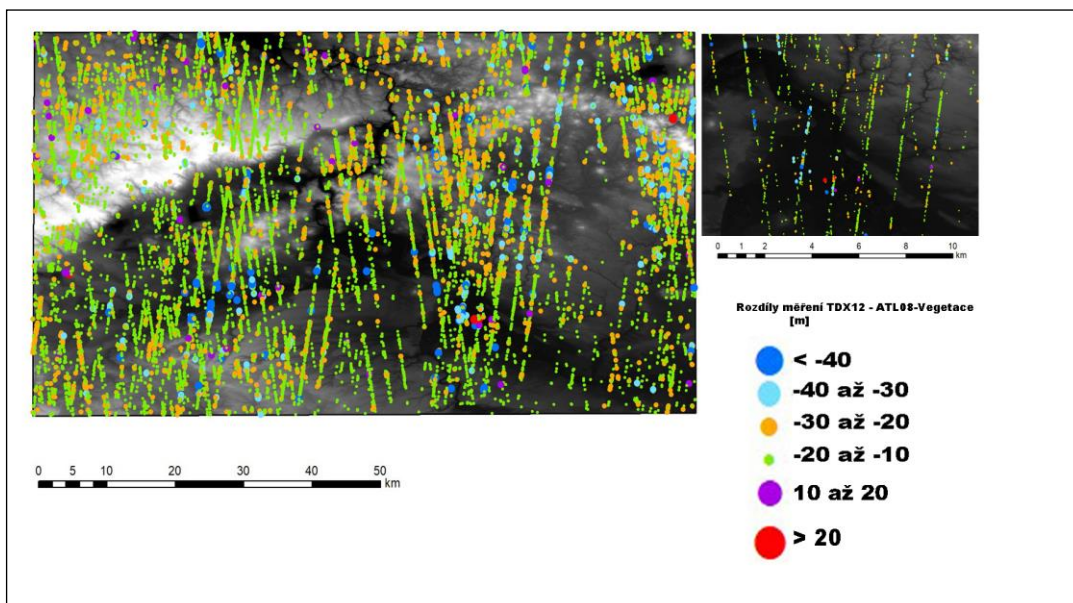 0 5 10 20 30 40 50
km
0 1 2 4 6 8 10
km
Rozdíly měření TDX12 - ATL08-Vegetace
[m]
< -40
-40 až -30
-30 až -20
-20 až -10
10 až 20
> 20